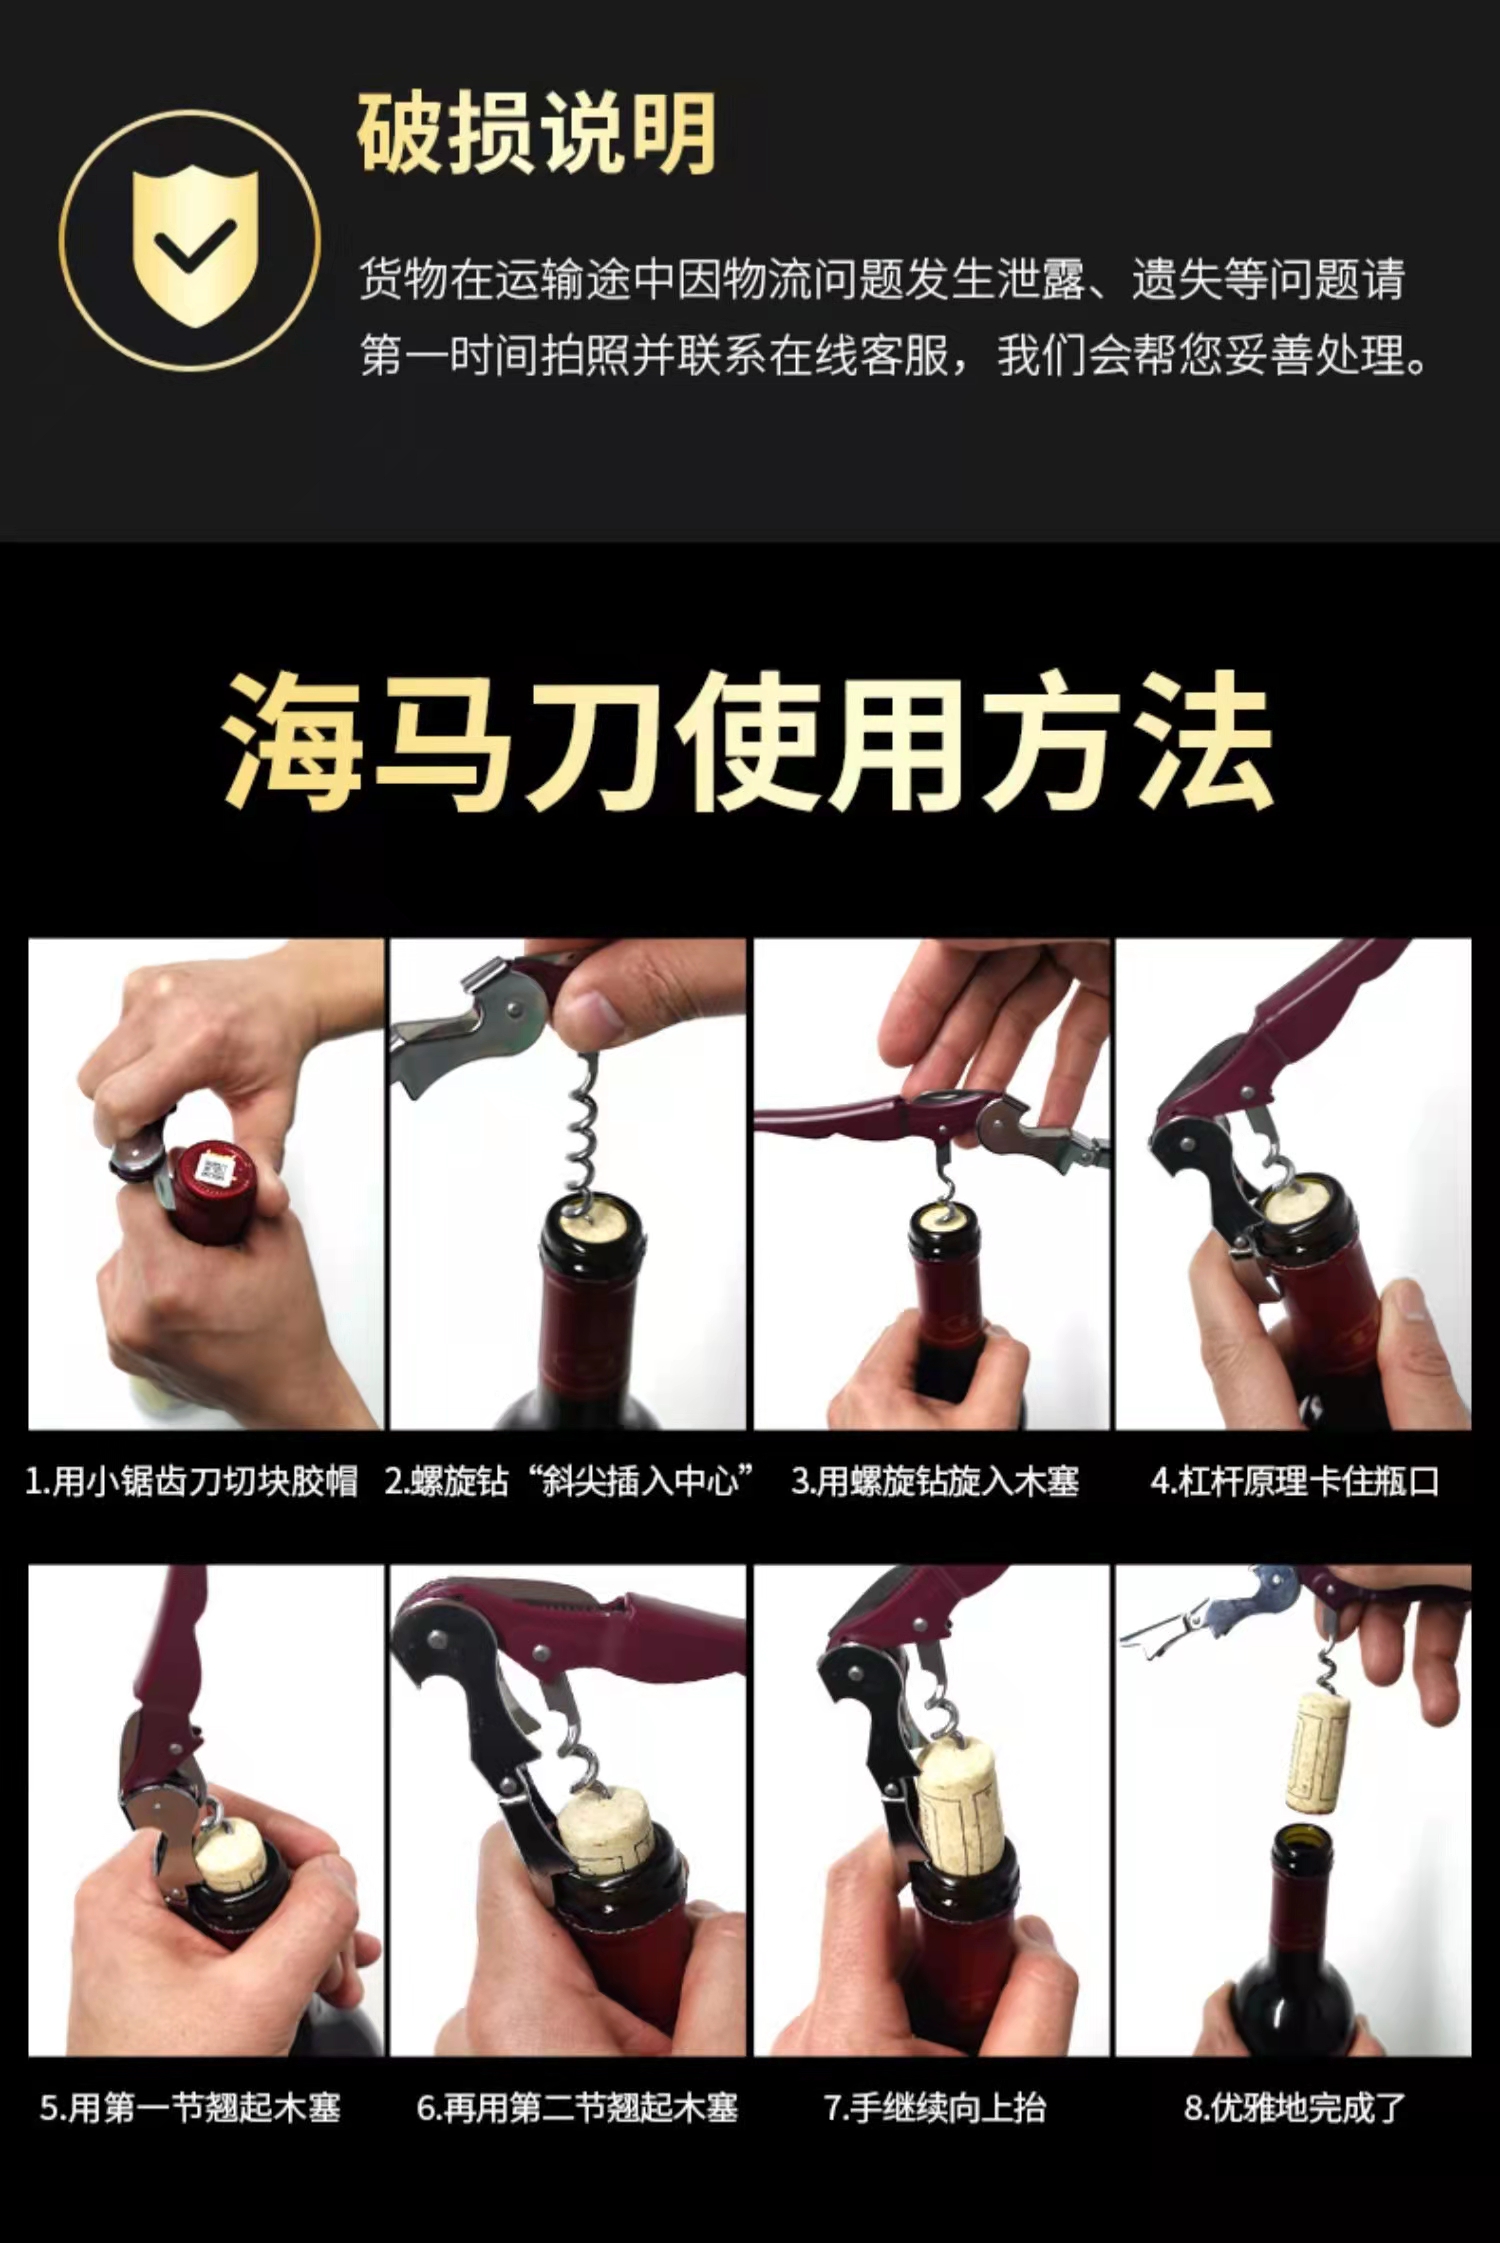 破损说明
货物在运输途中因物流问题发生泄露、遗失等问题请
第一时间拍照并联系在线客服，我们会帮您妥善处理。
海马刀使用方法
1.用小锯齿刀切块胶帽
2.螺旋钻“斜尖插入中心”
3.用螺旋钻旋入木塞
4.杠杆原理卡住瓶口
5.用第一节翘起木塞
6.再用第二节翘起木塞
7.手继续向上抬
8.优雅地完成了